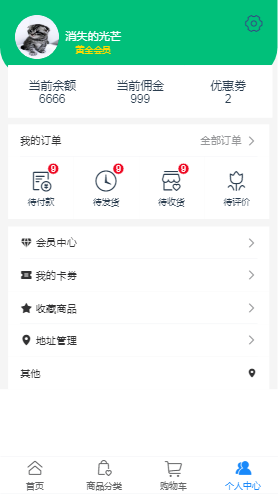 消失的光芒
黄金会员
当前余额 当前佣金 优惠券
6666 999 2
我的订单 全部订单
9 9 9
待付款 待发货 待收货 待评价
会员中心
我的卡券
收藏商品
地址管理
其他
首页 商品分类 购物车 个人中心